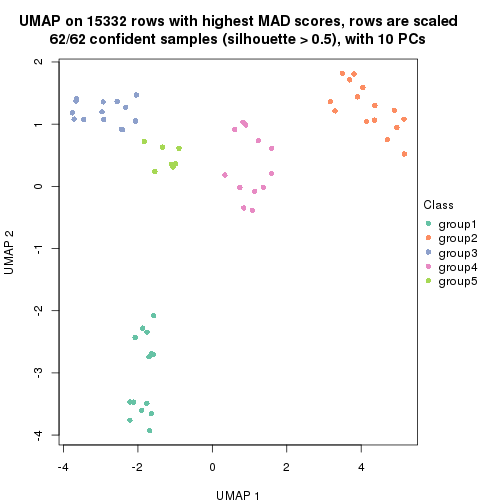 UMAP on 15332 rows with highest MAD scores, rows are scaled
62/62 confident samples (silhouette > 0.5), with 10 PCs
2
1
0
-1
-2
-3
-4
UMAP 2
-4
-2
0
2
4
UMAP 1
Class
group1
group2
group3
group4
group5